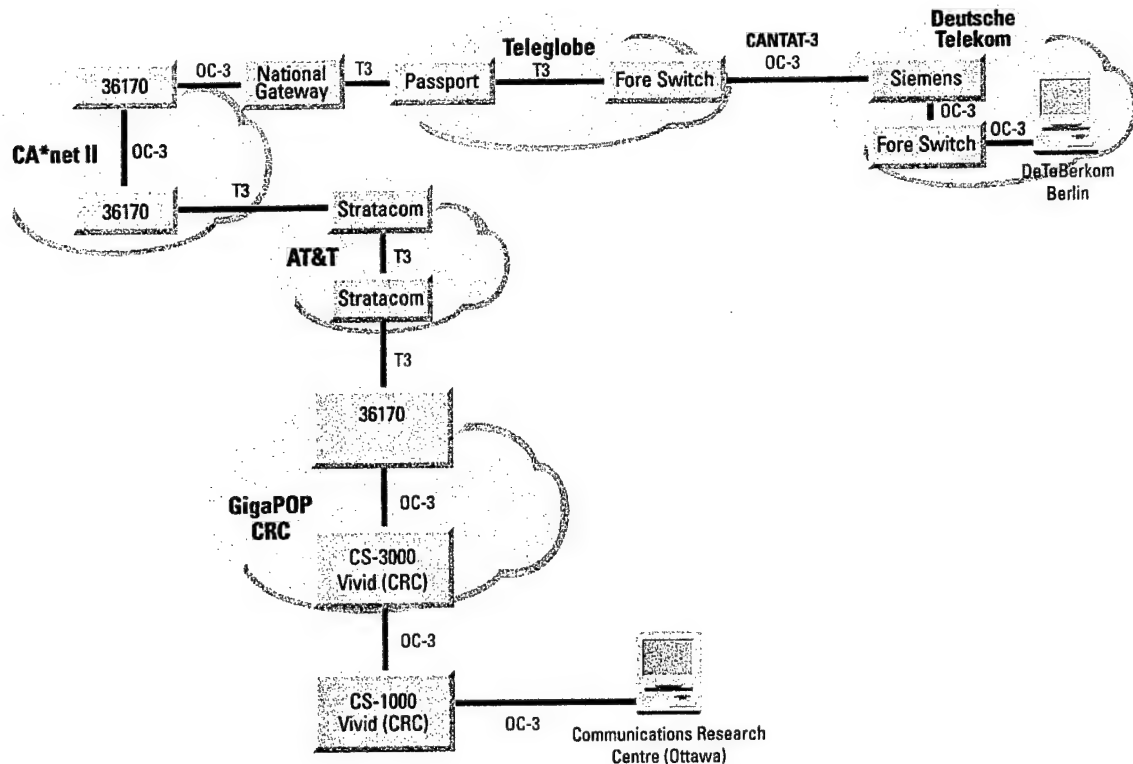 Deutsche
Telekom
Teleglobe
CANTAT-3
OC-3
36170
OC-3
National
Gateway
T3
Passport
T3
Fore Switch
Siemens
OC-3
Fore Switch
OC-3
DeTeBerkom
Berlin
CA*net II
OC-3
36170
T3
Stratacom
AT&T
T3
Stratacom
T3
36170
OC-3
GigaPOP
CRC
CS-3000
Vivid (CRC)
OC-3
CS-1000
Vivid (CRC)
OC-3
Communications Research
Centre (Ottawa)